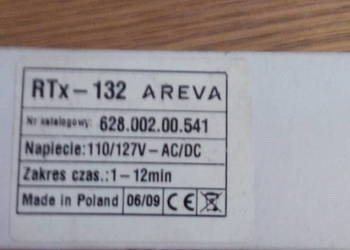 RTx-132 AREVA
Nr katalogowy: 628.002.00.541
Napiecie: 110/127V-AC/DC
Zakres czas.: 1-12min
Made in Poland 06/09 CE